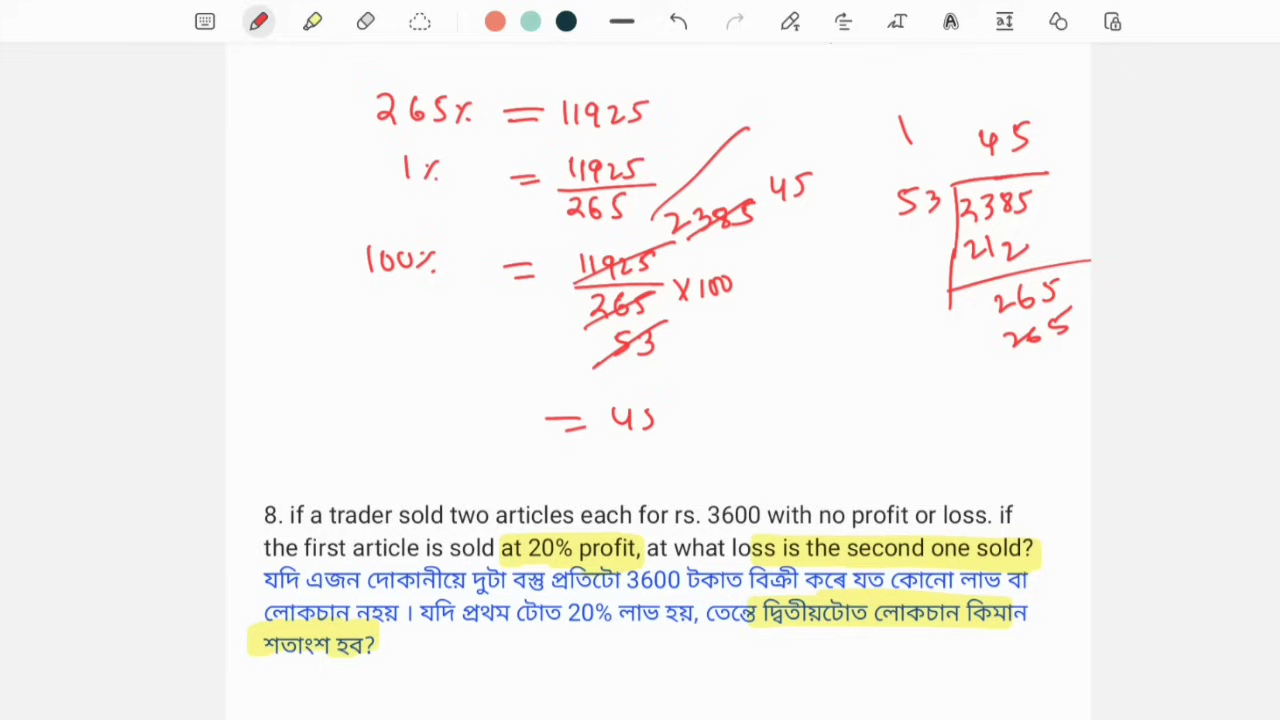 265% = 11925
1% = 11925/265
2385 45
100% = 11925/265 × 100
53
= 45
1 45
53 2385
212
265
265
8. if a trader sold two articles each for rs. 3600 with no profit or loss. if
the first article is sold at 20% profit, at what loss is the second one sold?
যদি এজন দোকানীয়ে দুটা বস্তু প্ৰতিটো 3600 টকাত বিক্ৰী কৰে যত কোনো লাভ বা
লোকচান নহয় । যদি প্ৰথম টোত 20% লাভ হয়, তেন্তে দ্বিতীয়টোত লোকচান কিমান
শতাংশ হব?